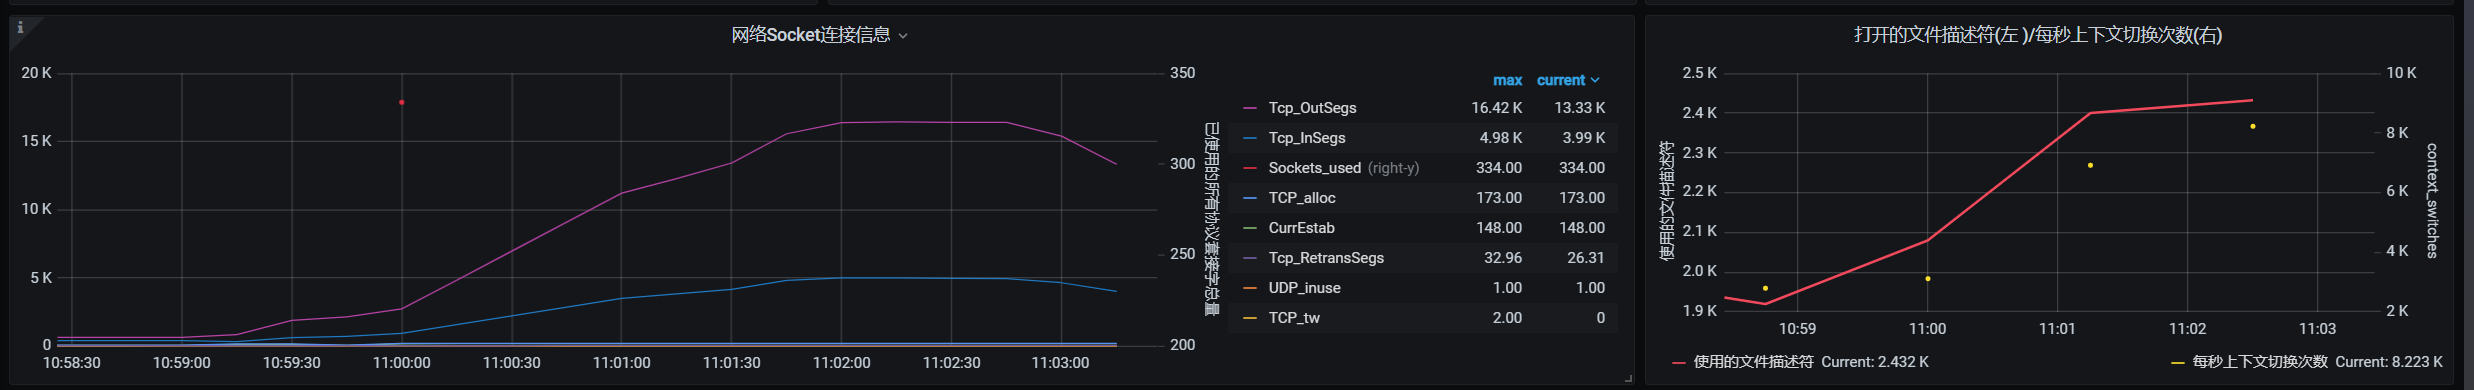 i
网络Socket连接信息
20 K
15 K
10 K
5 K
0
350
300
250
200
已使用的所有协议套接字总量
10:58:30 10:59:00 10:59:30 11:00:00 11:00:30 11:01:00 11:01:30 11:02:00 11:02:30 11:03:00
max current
Tcp_OutSegs 16.42 K 13.33 K
Tcp_InSegs 4.98 K 3.99 K
Sockets_used (right-y) 334.00 334.00
TCP_alloc 173.00 173.00
CurrEstab 148.00 148.00
Tcp_RetransSegs 32.96 26.31
UDP_inuse 1.00 1.00
TCP_tw 2.00 0
打开的文件描述符(左 )/每秒上下文切换次数(右)
使用的文件描述符
2.5 K
2.4 K
2.3 K
2.2 K
2.1 K
2.0 K
1.9 K
10 K
8 K
6 K
4 K
2 K
context_switches
10:59 11:00 11:01 11:02 11:03
使用的文件描述符 Current: 2.432 K
每秒上下文切换次数 Current: 8.223 K